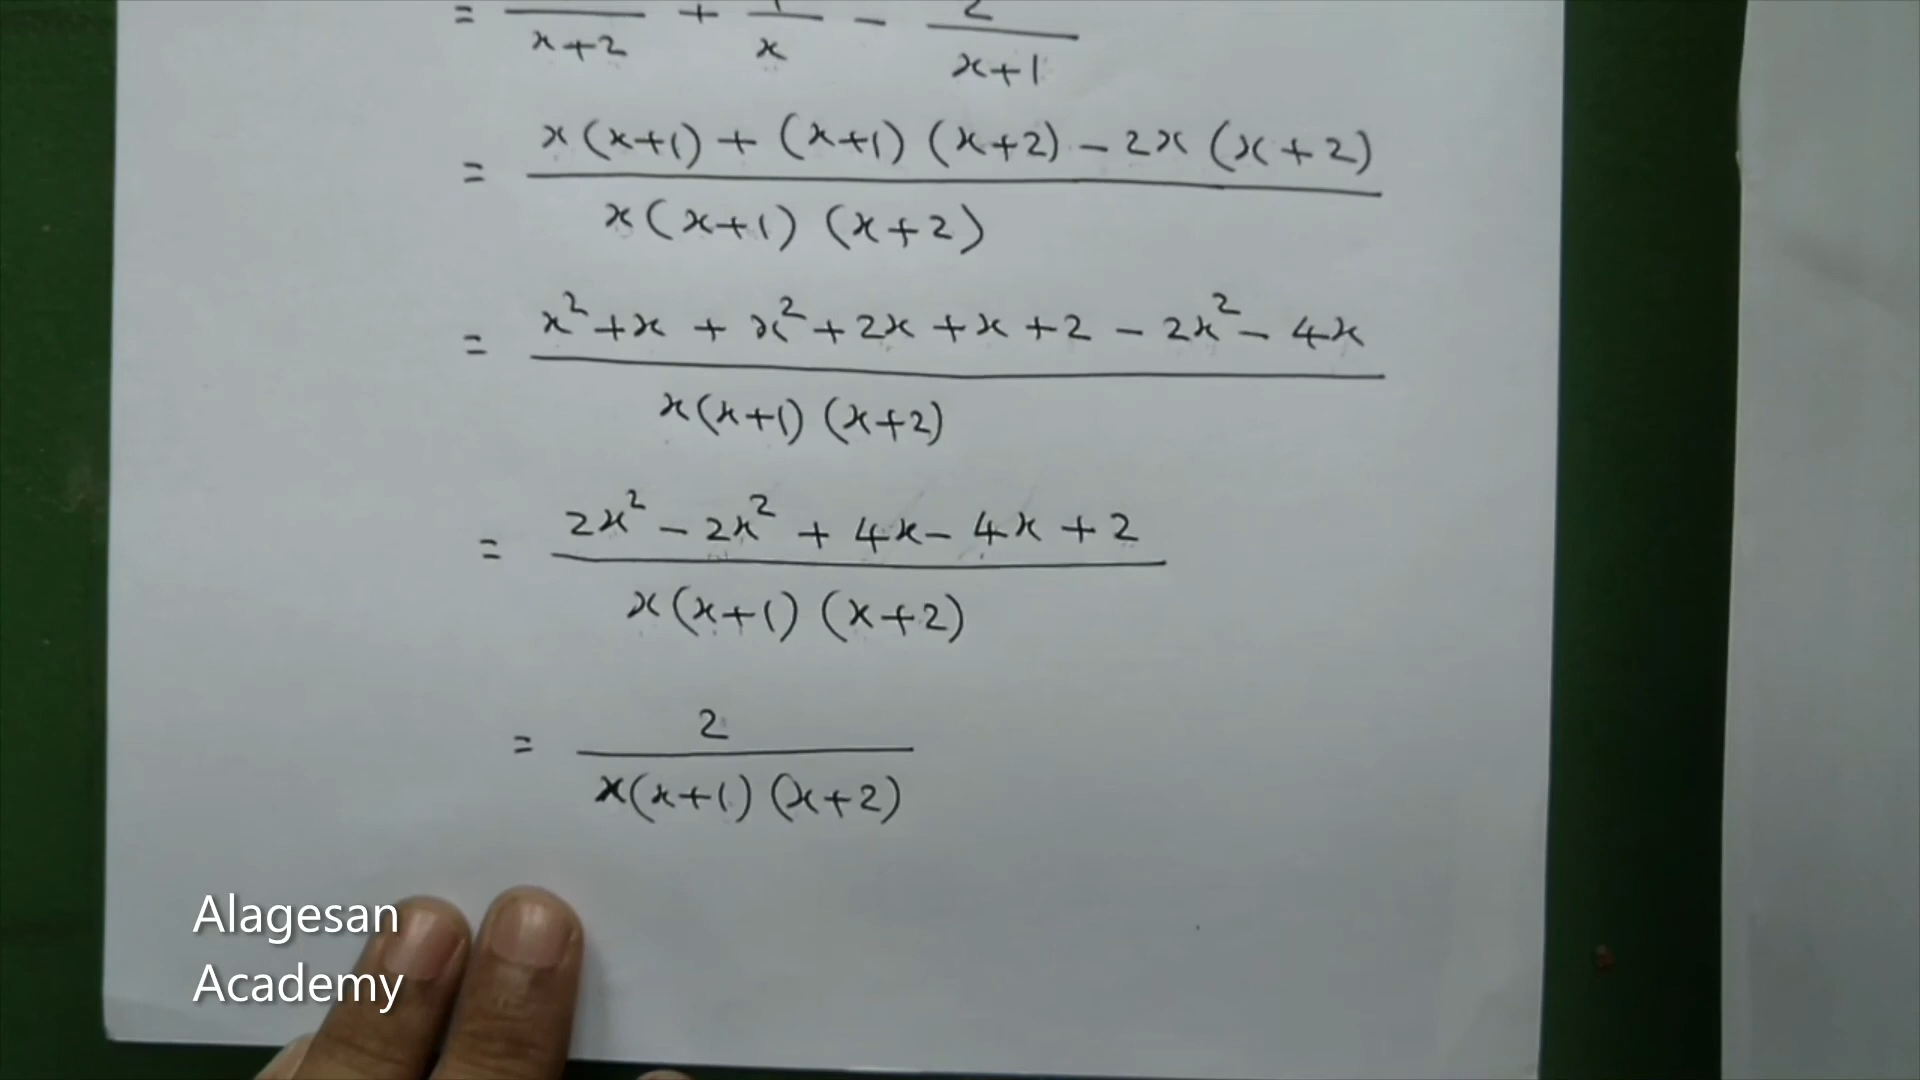 = / x+2 + / x - 2 / x+1
= x(x+1) + (x+1) (x+2) - 2x (x+2) / x(x+1) (x+2)
= x² + x + x² + 2x + x + 2 - 2x² - 4x / x(x+1) (x+2)
= 2x² - 2x² + 4x - 4x + 2 / x(x+1) (x+2)
= 2 / x(x+1) (x+2)
Alagesan
Academy